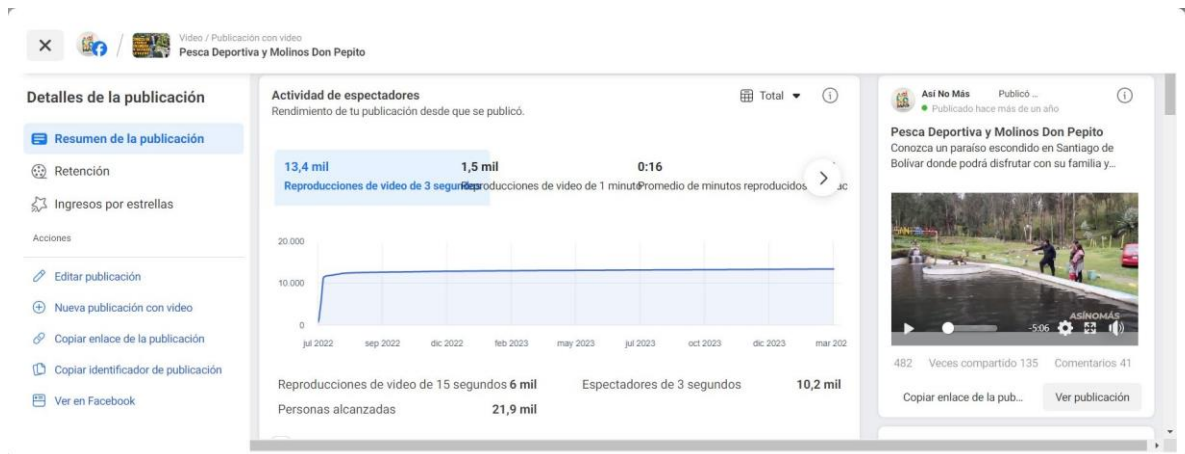 Video / Publicación con video
Pesca Deportiva y Molinos Don Pepito
Detalles de la publicación
Resumen de la publicación
Retención
Ingresos por estrellas
Acciones
Editar publicación
Nueva publicación con video
Copiar enlace de la publicación
Copiar identificador de publicación
Ver en Facebook
Actividad de espectadores
Rendimiento de tu publicación desde que se publicó.
Total
13,4 mil
Reproducciones de video de 3 segundos
1,5 mil
Reproducciones de video de 1 minuto
0:16
Promedio de minutos reproducidos
20.000
10.000
0
jul 2022 sep 2022 dic 2022 feb 2023 may 2023 jul 2023 oct 2023 dic 2023 mar 202
Reproducciones de video de 15 segundos 6 mil
Espectadores de 3 segundos 10,2 mil
Personas alcanzadas 21,9 mil
Así No Más Publicó ...
Publicado hace más de un año
Pesca Deportiva y Molinos Don Pepito
Conozca un paraíso escondido en Santiago de
Bolívar donde podrá disfrutar con su familia y...
ASÍNOMÁS
-5:06
482 Veces compartido 135 Comentarios 41
Copiar enlace de la pub... Ver publicación